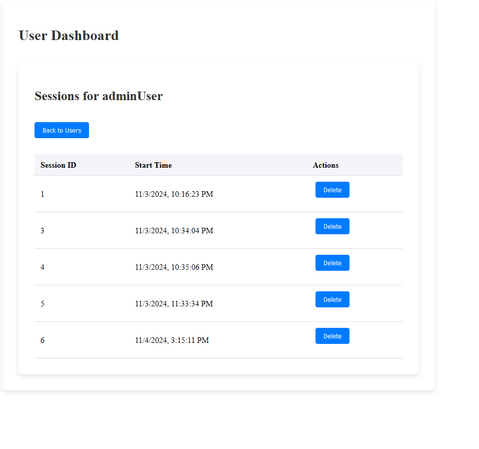 User Dashboard
Sessions for adminUser
Back to Users
Session ID Start Time Actions
1 11/3/2024, 10:16:23 PM Delete
3 11/3/2024, 10:34:04 PM Delete
4 11/3/2024, 10:35:06 PM Delete
5 11/3/2024, 11:33:34 PM Delete
6 11/4/2024, 3:15:11 PM Delete